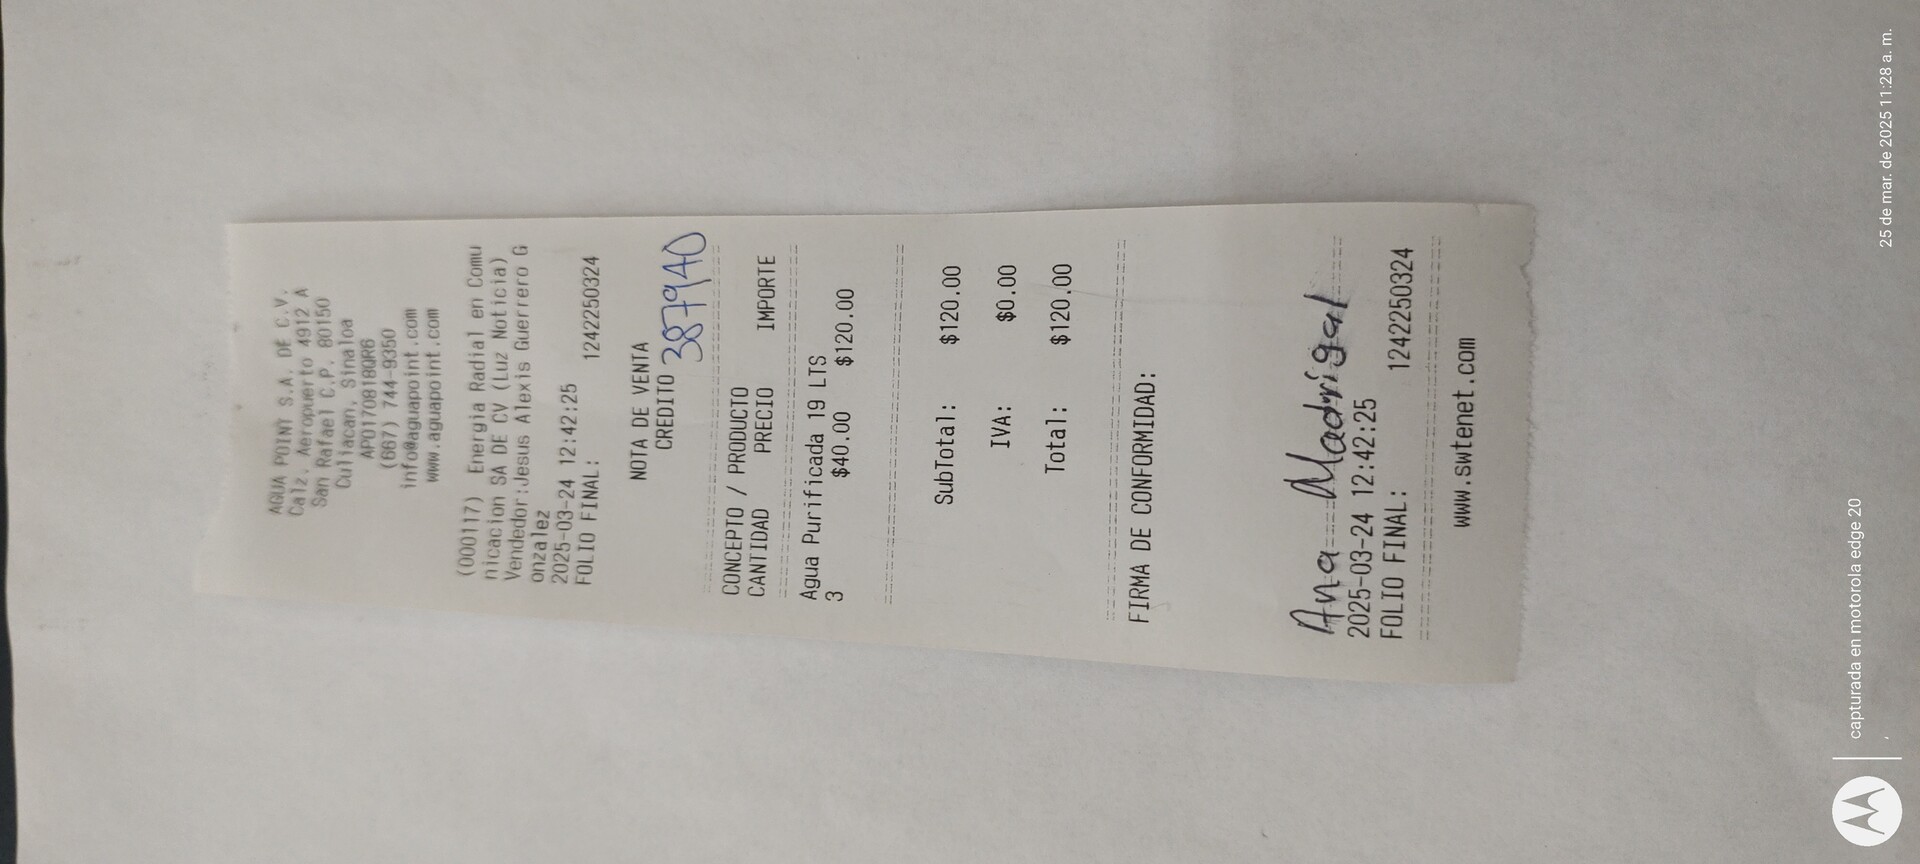 AGUA POINT S.A. DE C.V.
Calz. Aeropuerto 4912 A
San Rafael C.P. 80150
Culiacan, Sinaloa
APO170818QR6
(667) 744-9350
info@aguapoint.com
www.aguapoint.com
(000117) Energia Radial en Comu
nicacion SA DE CV (Luz Noticia)
Vendedor:Jesus Alexis Guerrero G
onzalez
2025-03-24 12:42:25
FOLIO FINAL: 1242250324
NOTA DE VENTA
CREDITO 387940
CONCEPTO / PRODUCTO
CANTIDAD PRECIO IMPORTE
Agua Purificada 19 LTS
3 $40.00 $120.00
SubTotal: $120.00
IVA: $0.00
Total: $120.00
FIRMA DE CONFORMIDAD:
Ana Madrigal
2025-03-24 12:42:25
FOLIO FINAL: 1242250324
www.swtenet.com
capturada en motorola edge 20
25 de mar. de 2025 11:28 a. m.